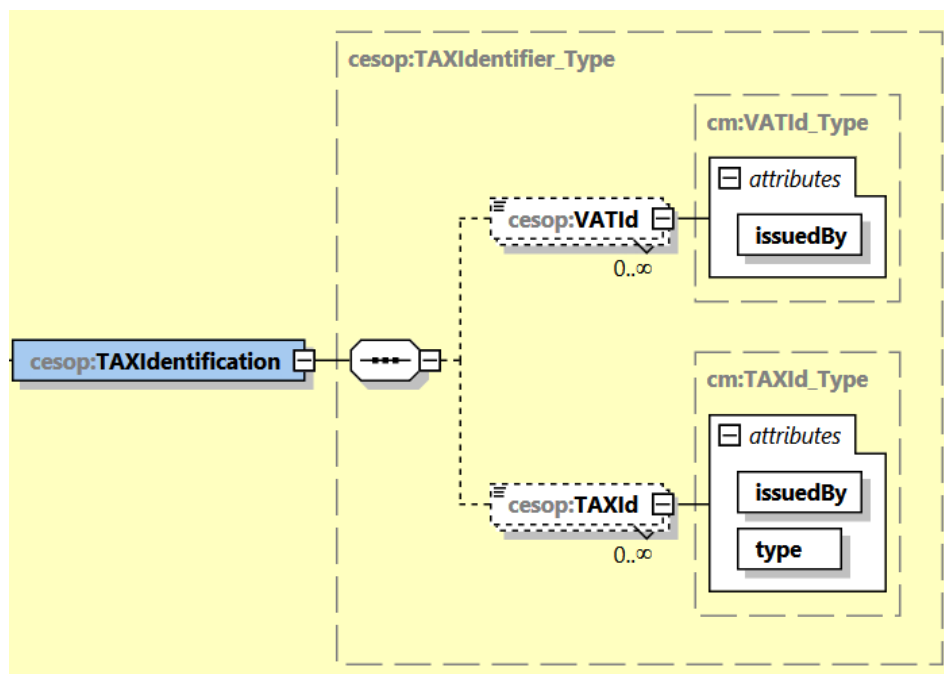 cesop:TAXIdentifier_Type
cm:VATId_Type
attributes
cesop:VATId
issuedBy
0..∞
cesop:TAXIdentification
cm:TAXId_Type
attributes
issuedBy
cesop:TAXId
type
0..∞